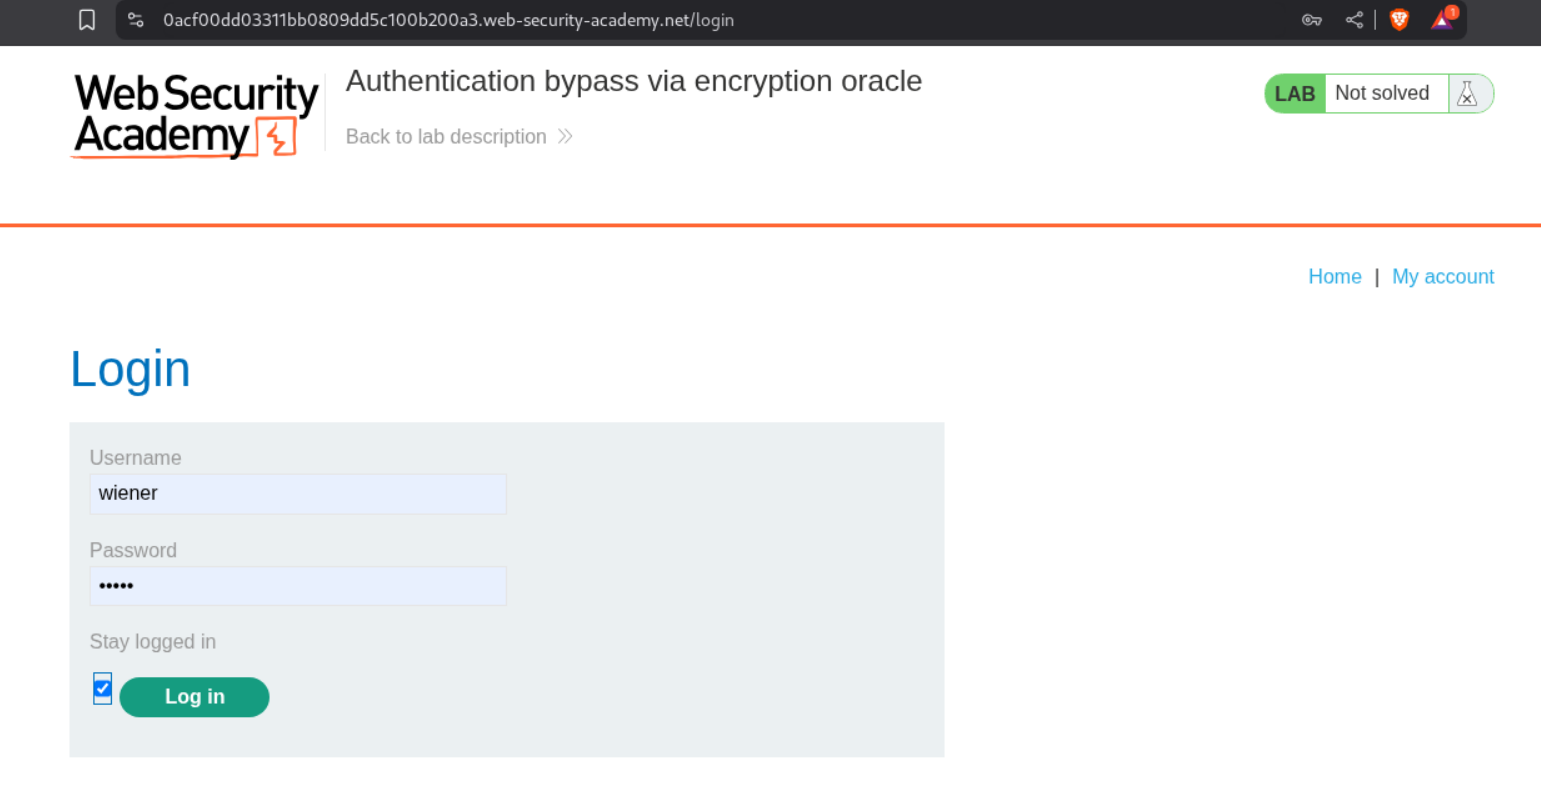 0acf00dd03311bb0809dd5c100b200a3.web-security-academy.net/login
1
Web Security
Academy
Authentication bypass via encryption oracle
Back to lab description
LAB Not solved
Home | My account
Login
Username
wiener
Password
•••••
Stay logged in
Log in